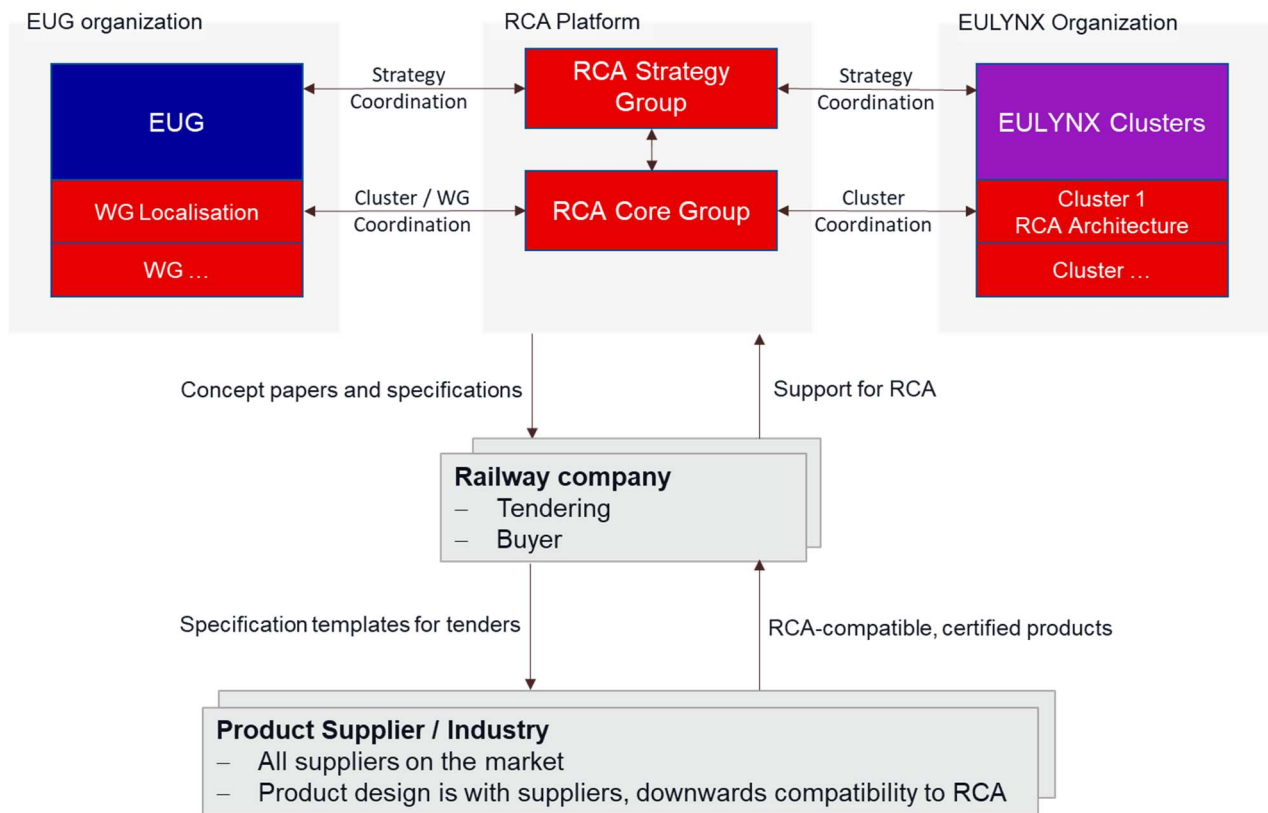 EUG organization
RCA Platform
EULYNX Organization
EUG
WG Localisation
WG ...
Strategy
Coordination
Cluster / WG
Coordination
RCA Strategy
Group
RCA Core Group
Strategy
Coordination
Cluster
Coordination
EULYNX Clusters
Cluster 1
RCA Architecture
Cluster ...
Concept papers and specifications
Support for RCA
Railway company
– Tendering
– Buyer
Specification templates for tenders
RCA-compatible, certified products
Product Supplier / Industry
– All suppliers on the market
– Product design is with suppliers, downwards compatibility to RCA